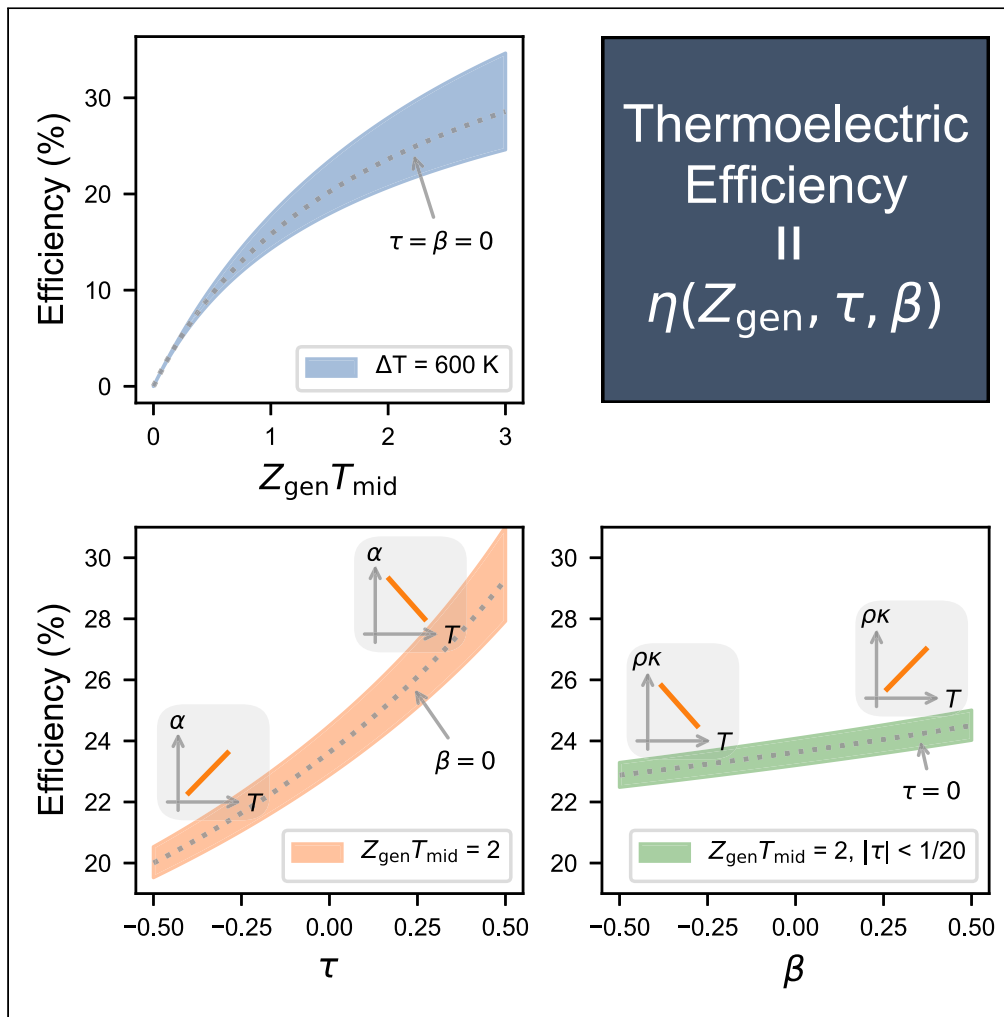 Efficiency (%)
30
20
10
0
τ = β = 0
ΔT = 600 K
0
1
2
3
Z_gen T_mid
Thermoelectric
Efficiency
=
η(Z_gen, τ, β)
Efficiency (%)
30
28
26
24
22
20
α
T
α
T
β = 0
Z_gen T_mid = 2
−0.50
−0.25
0.00
0.25
0.50
τ
30
28
26
24
22
20
ρκ
T
ρκ
T
τ = 0
Z_gen T_mid = 2, |τ| < 1/20
−0.50
−0.25
0.00
0.25
0.50
β